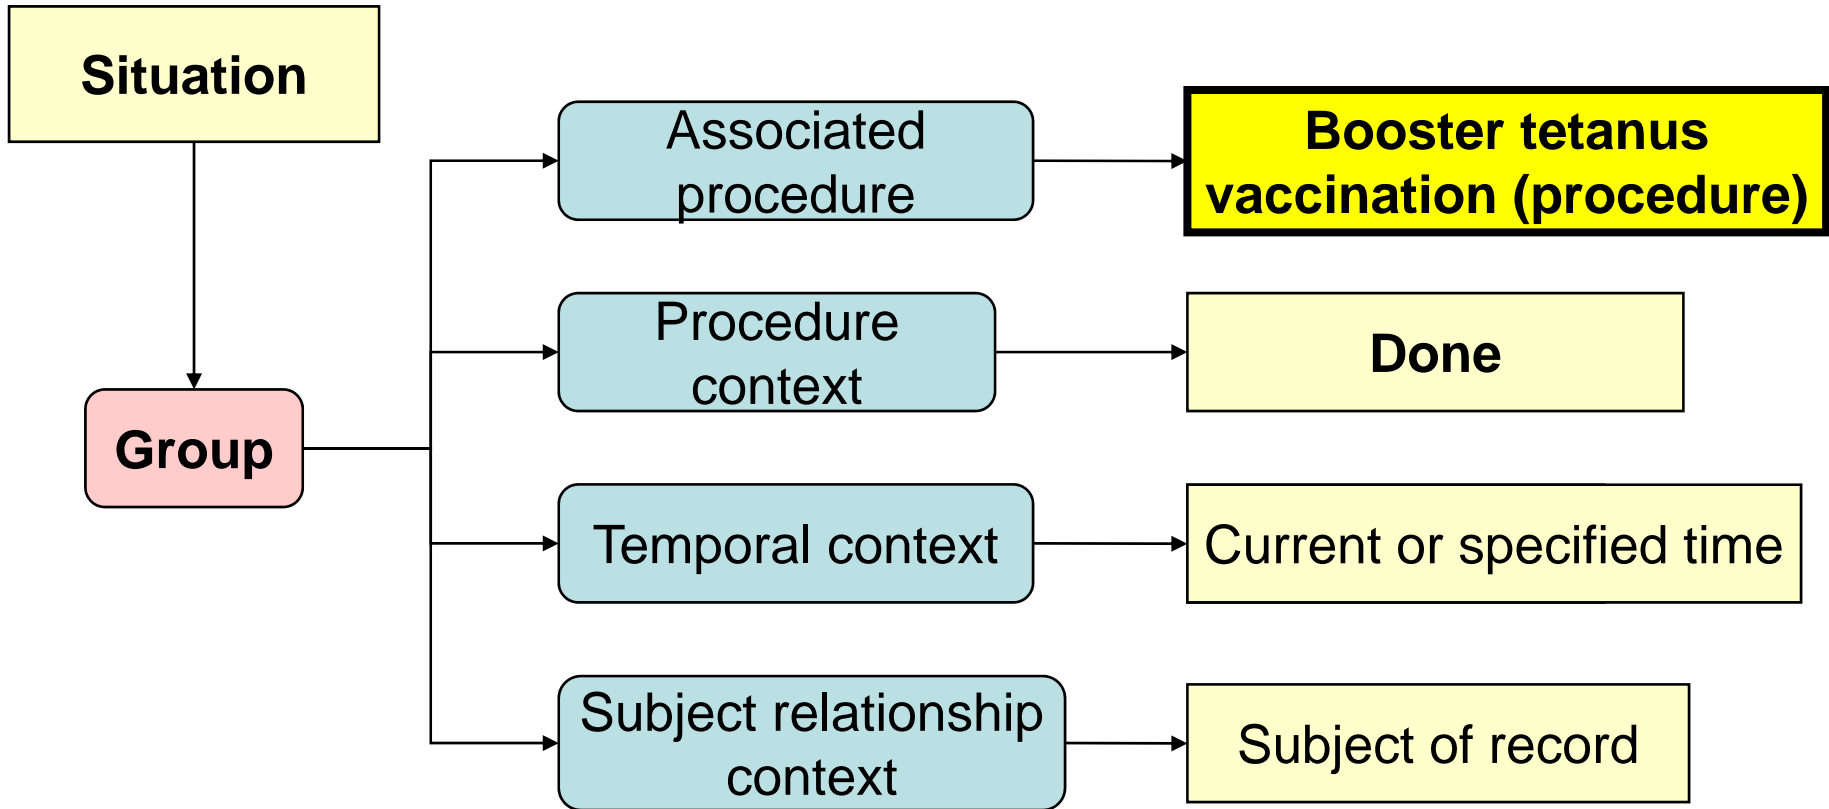 Situation
Associated
procedure
Booster tetanus
vaccination (procedure)
Procedure
context
Done
Group
Temporal context
Current or specified time
Subject relationship
context
Subject of record